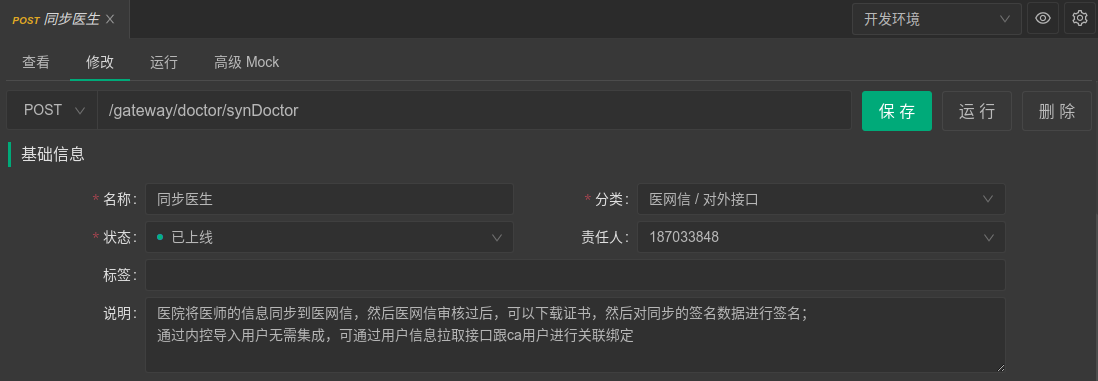 POST 同步医生
开发环境
查看 修改 运行 高级 Mock
POST /gateway/doctor/synDoctor 保存 运行 删除
基础信息
* 名称: 同步医生 * 分类: 医网信 / 对外接口
* 状态: 已上线 责任人: 187033848
标签:
说明: 医院将医师的信息同步到医网信，然后医网信审核过后，可以下载证书，然后对同步的签名数据进行签名；
通过内控导入用户无需集成，可通过用户信息拉取接口跟ca用户进行关联绑定